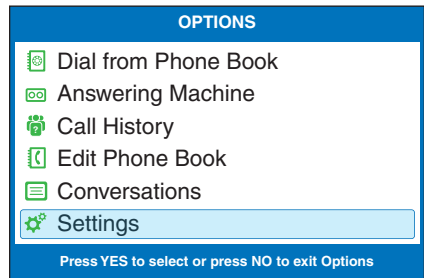 OPTIONS
Dial from Phone Book
Answering Machine
Call History
Edit Phone Book
Conversations
Settings
Press YES to select or press NO to exit Options